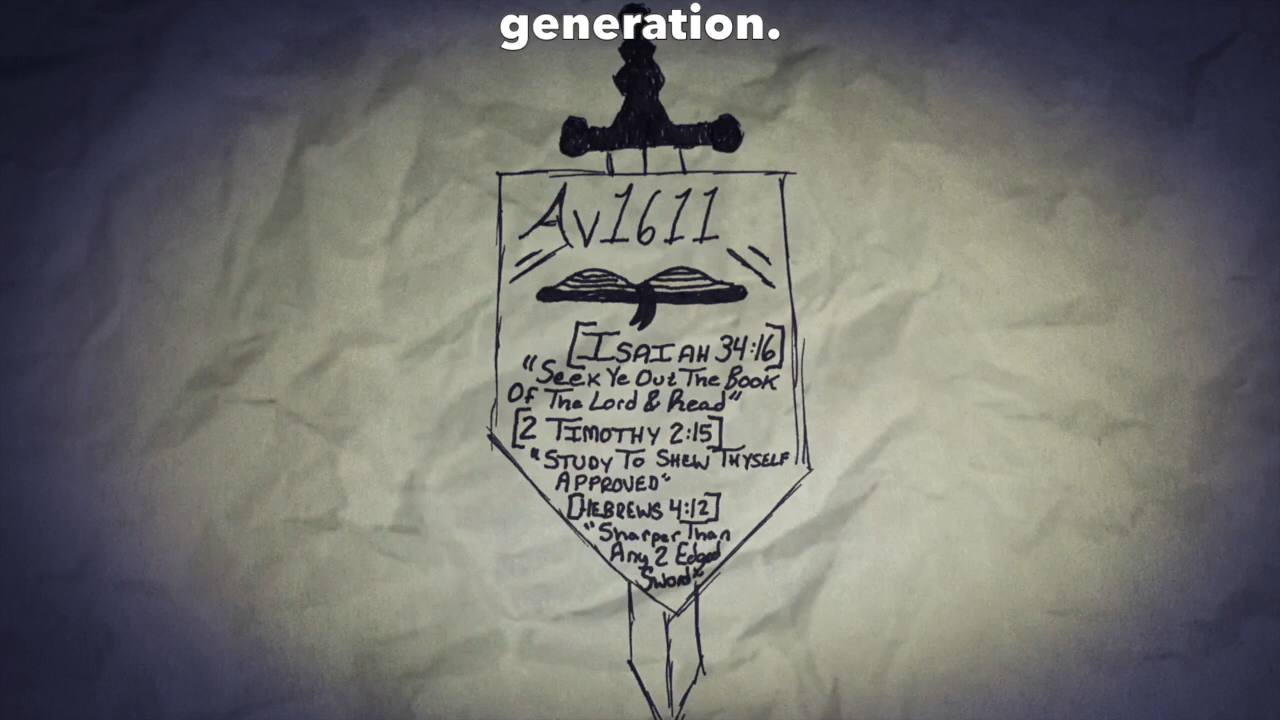 generation.
Av1611
[ISAIAH 34:16]
"Seek Ye Out The Book
Of The Lord & Read"
[2 TIMOTHY 2:15]
"STUDY TO SHEW THYSELF
APPROVED"
[HEBREWS 4:12]
"Sharper Than
Any 2 Edged
Sword"